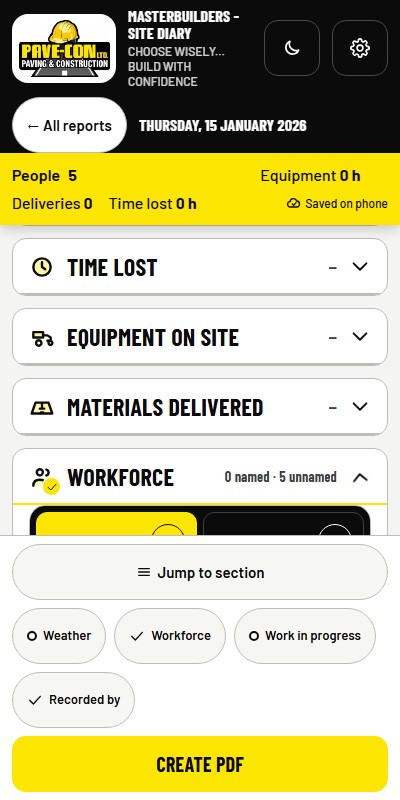 PAVE-CON LTD.
PAVING & CONSTRUCTION
MASTERBUILDERS -
SITE DIARY
CHOOSE WISELY...
BUILD WITH
CONFIDENCE
← All reports
THURSDAY, 15 JANUARY 2026
People 5
Equipment 0 h
Deliveries 0 Time lost 0 h
Saved on phone
TIME LOST –
EQUIPMENT ON SITE –
MATERIALS DELIVERED –
WORKFORCE 0 named · 5 unnamed
Jump to section
Weather Workforce Work in progress
Recorded by
CREATE PDF